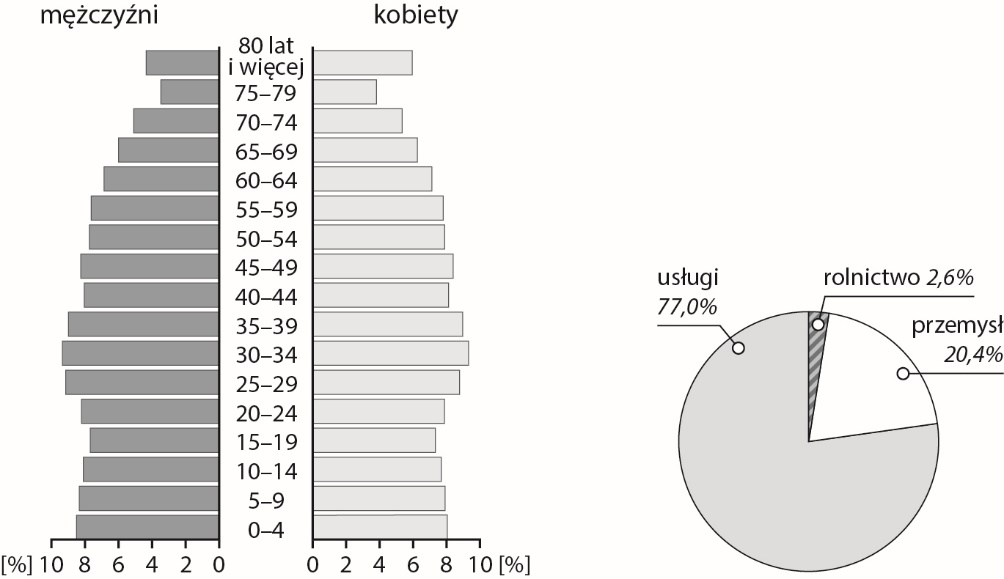 mężczyźni
kobiety
80 lat
i więcej
75–79
70–74
65–69
60–64
55–59
50–54
45–49
40–44
35–39
30–34
25–29
20–24
15–19
10–14
5–9
0–4
[%] 10 8 6 4 2 0
0 2 4 6 8 10 [%]
usługi
77,0%
rolnictwo 2,6%
przemysł
20,4%